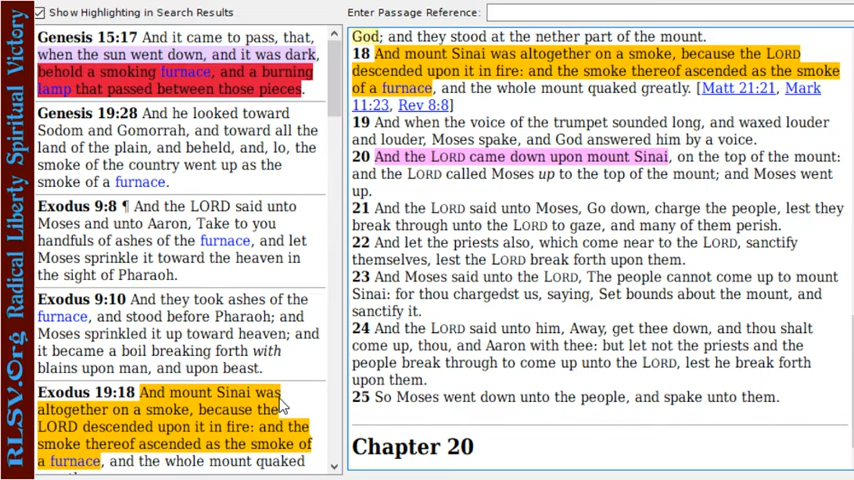 RLSV.Org Radical Liberty Spiritual Victory
Show Highlighting in Search Results
Genesis 15:17 And it came to pass, that,
when the sun went down, and it was dark,
behold a smoking furnace, and a burning
lamp that passed between those pieces.
Genesis 19:28 And he looked toward
Sodom and Gomorrah, and toward all the
land of the plain, and beheld, and, lo, the
smoke of the country went up as the
smoke of a furnace.
Exodus 9:8 ¶ And the LORD said unto
Moses and unto Aaron, Take to you
handfuls of ashes of the furnace, and let
Moses sprinkle it toward the heaven in
the sight of Pharaoh.
Exodus 9:10 And they took ashes of the
furnace, and stood before Pharaoh; and
Moses sprinkled it up toward heaven; and
it became a boil breaking forth with
blains upon man, and upon beast.
Exodus 19:18 And mount Sinai was
altogether on a smoke, because the
LORD descended upon it in fire: and the
smoke thereof ascended as the smoke of
a furnace, and the whole mount quaked
Enter Passage Reference:
God; and they stood at the nether part of the mount.
18 And mount Sinai was altogether on a smoke, because the LORD
descended upon it in fire: and the smoke thereof ascended as the smoke
of a furnace, and the whole mount quaked greatly. [Matt 21:21, Mark
11:23, Rev 8:8]
19 And when the voice of the trumpet sounded long, and waxed louder
and louder, Moses spake, and God answered him by a voice.
20 And the LORD came down upon mount Sinai, on the top of the mount:
and the LORD called Moses up to the top of the mount; and Moses went
up.
21 And the LORD said unto Moses, Go down, charge the people, lest they
break through unto the LORD to gaze, and many of them perish.
22 And let the priests also, which come near to the LORD, sanctify
themselves, lest the LORD break forth upon them.
23 And Moses said unto the LORD, The people cannot come up to mount
Sinai: for thou chargedst us, saying, Set bounds about the mount, and
sanctify it.
24 And the LORD said unto him, Away, get thee down, and thou shalt
come up, thou, and Aaron with thee: but let not the priests and the
people break through to come up unto the LORD, lest he break forth
upon them.
25 So Moses went down unto the people, and spake unto them.
Chapter 20